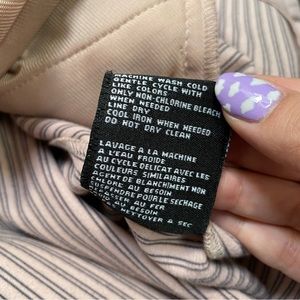 MACHINE WASH COLD
GENTLE CYCLE WITH
LIKE COLORS
ONLY NON-CHLORINE BLEACH
WHEN NEEDED
LINE DRY
COOL IRON WHEN NEEDED
DO NOT DRY CLEAN
LAVAGE A LA MACHINE
A L'EAU FROIDE
AU CYCLE DELICAT AVEC LES
COULEURS SIMILAIRES
AGENT DE BLANCHIMENT NON
CHLORE AU BESOIN
SUSPENDRE POUR LE SECHAGE
AU FER
AU BESOIN
NETTOYER A SEC